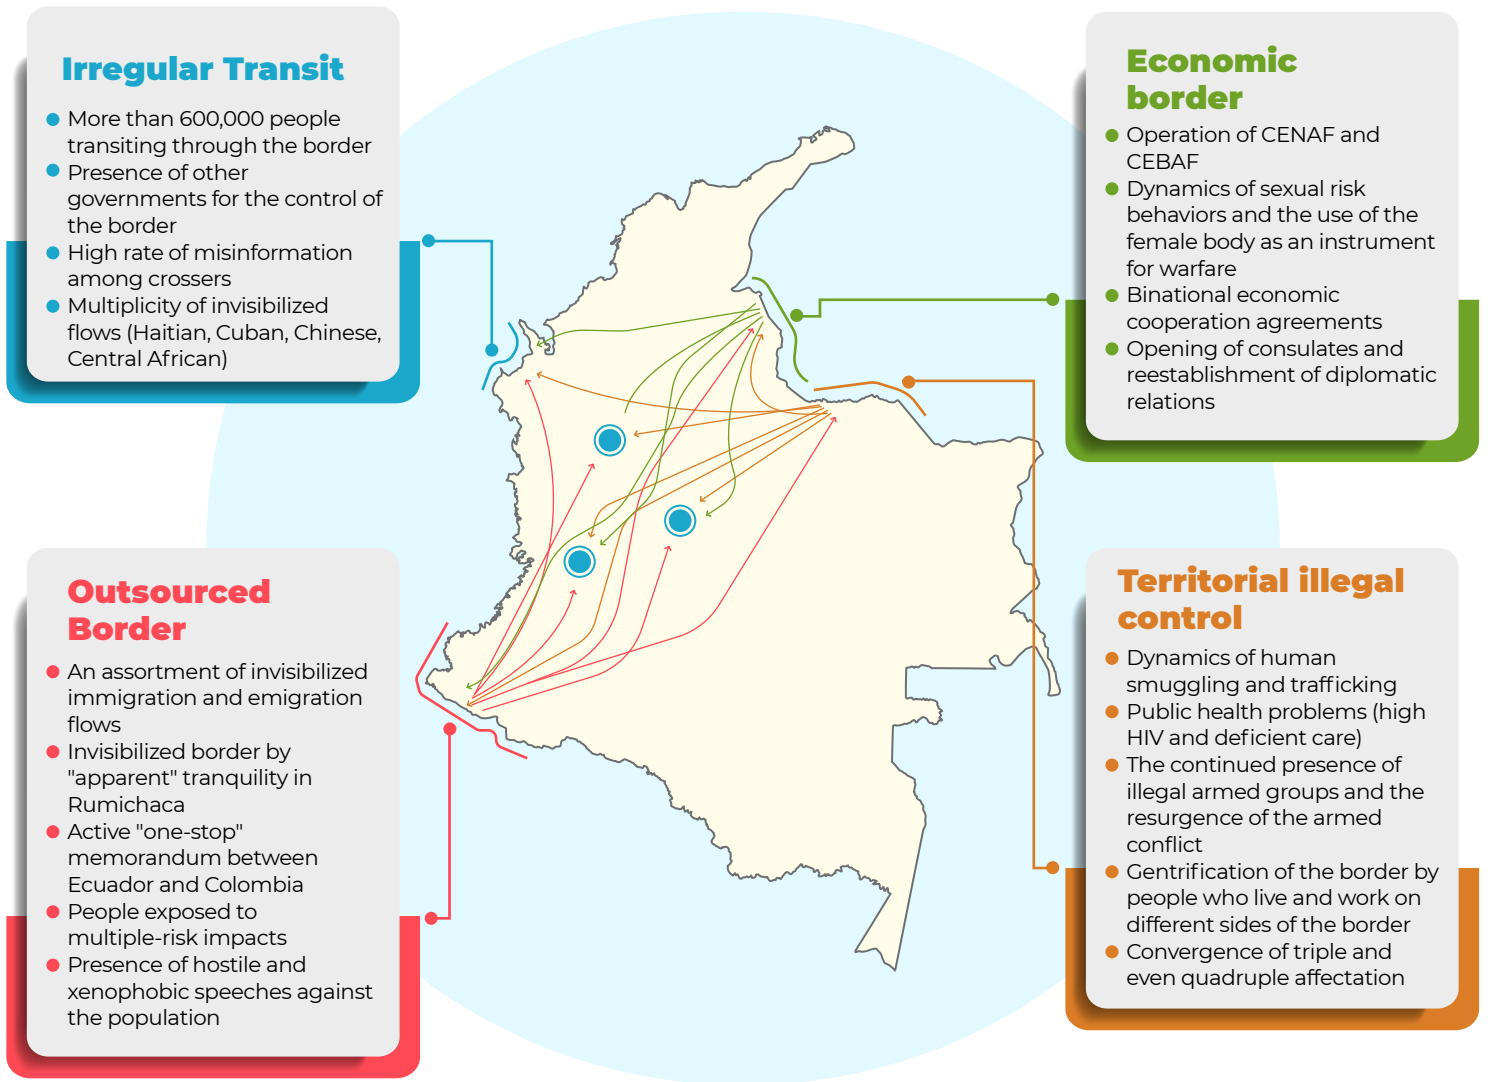 Irregular Transit
More than 600,000 people
transiting through the border
Presence of other
governments for the control of
the border
High rate of misinformation
among crossers
Multiplicity of invisibilized
flows (Haitian, Cuban, Chinese,
Central African)
Economic
border
Operation of CENAF and
CEBAF
Dynamics of sexual risk
behaviors and the use of the
female body as an instrument
for warfare
Binational economic
cooperation agreements
Opening of consulates and
reestablishment of diplomatic
relations
Outsourced
Border
An assortment of invisibilized
immigration and emigration
flows
Invisibilized border by
"apparent" tranquility in
Rumichaca
Active "one-stop"
memorandum between
Ecuador and Colombia
People exposed to
multiple-risk impacts
Presence of hostile and
xenophobic speeches against
the population
Territorial illegal
control
Dynamics of human
smuggling and trafficking
Public health problems (high
HIV and deficient care)
The continued presence of
illegal armed groups and the
resurgence of the armed
conflict
Gentrification of the border by
people who live and work on
different sides of the border
Convergence of triple and
even quadruple affectation